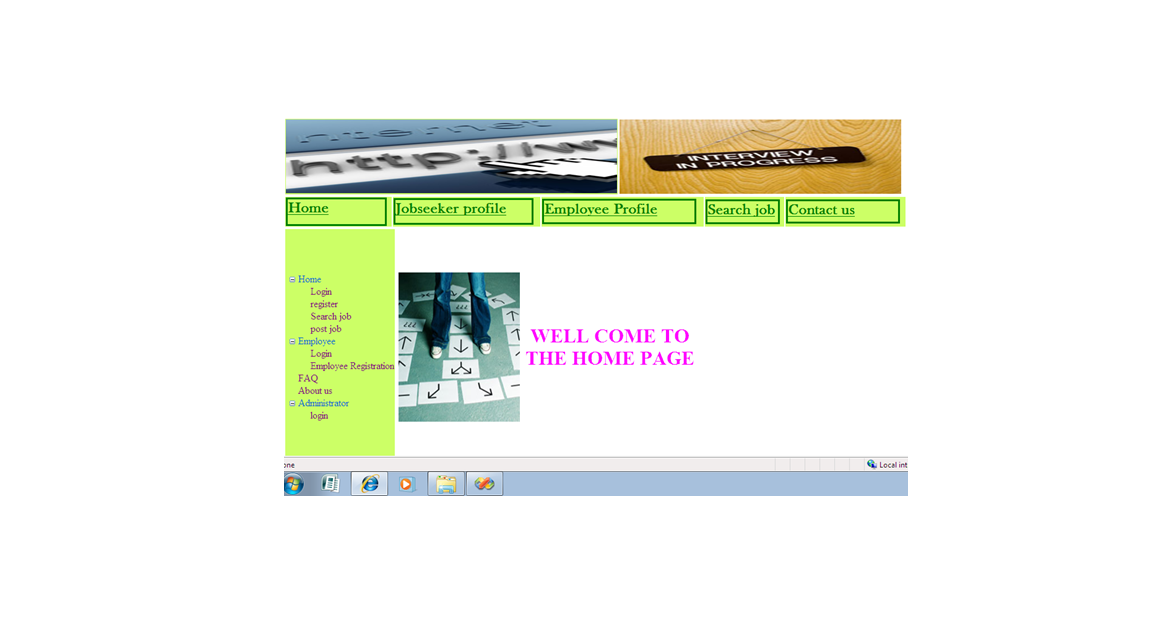 nternet
http://w
INTERVIEW
IN PROGRESS
Home
Jobseeker profile
Employee Profile
Search job
Contact us
Home
Login
register
Search job
post job
Employee
Login
Employee Registration
FAQ
About us
Administrator
login
WELL COME TO
THE HOME PAGE
one
Local int